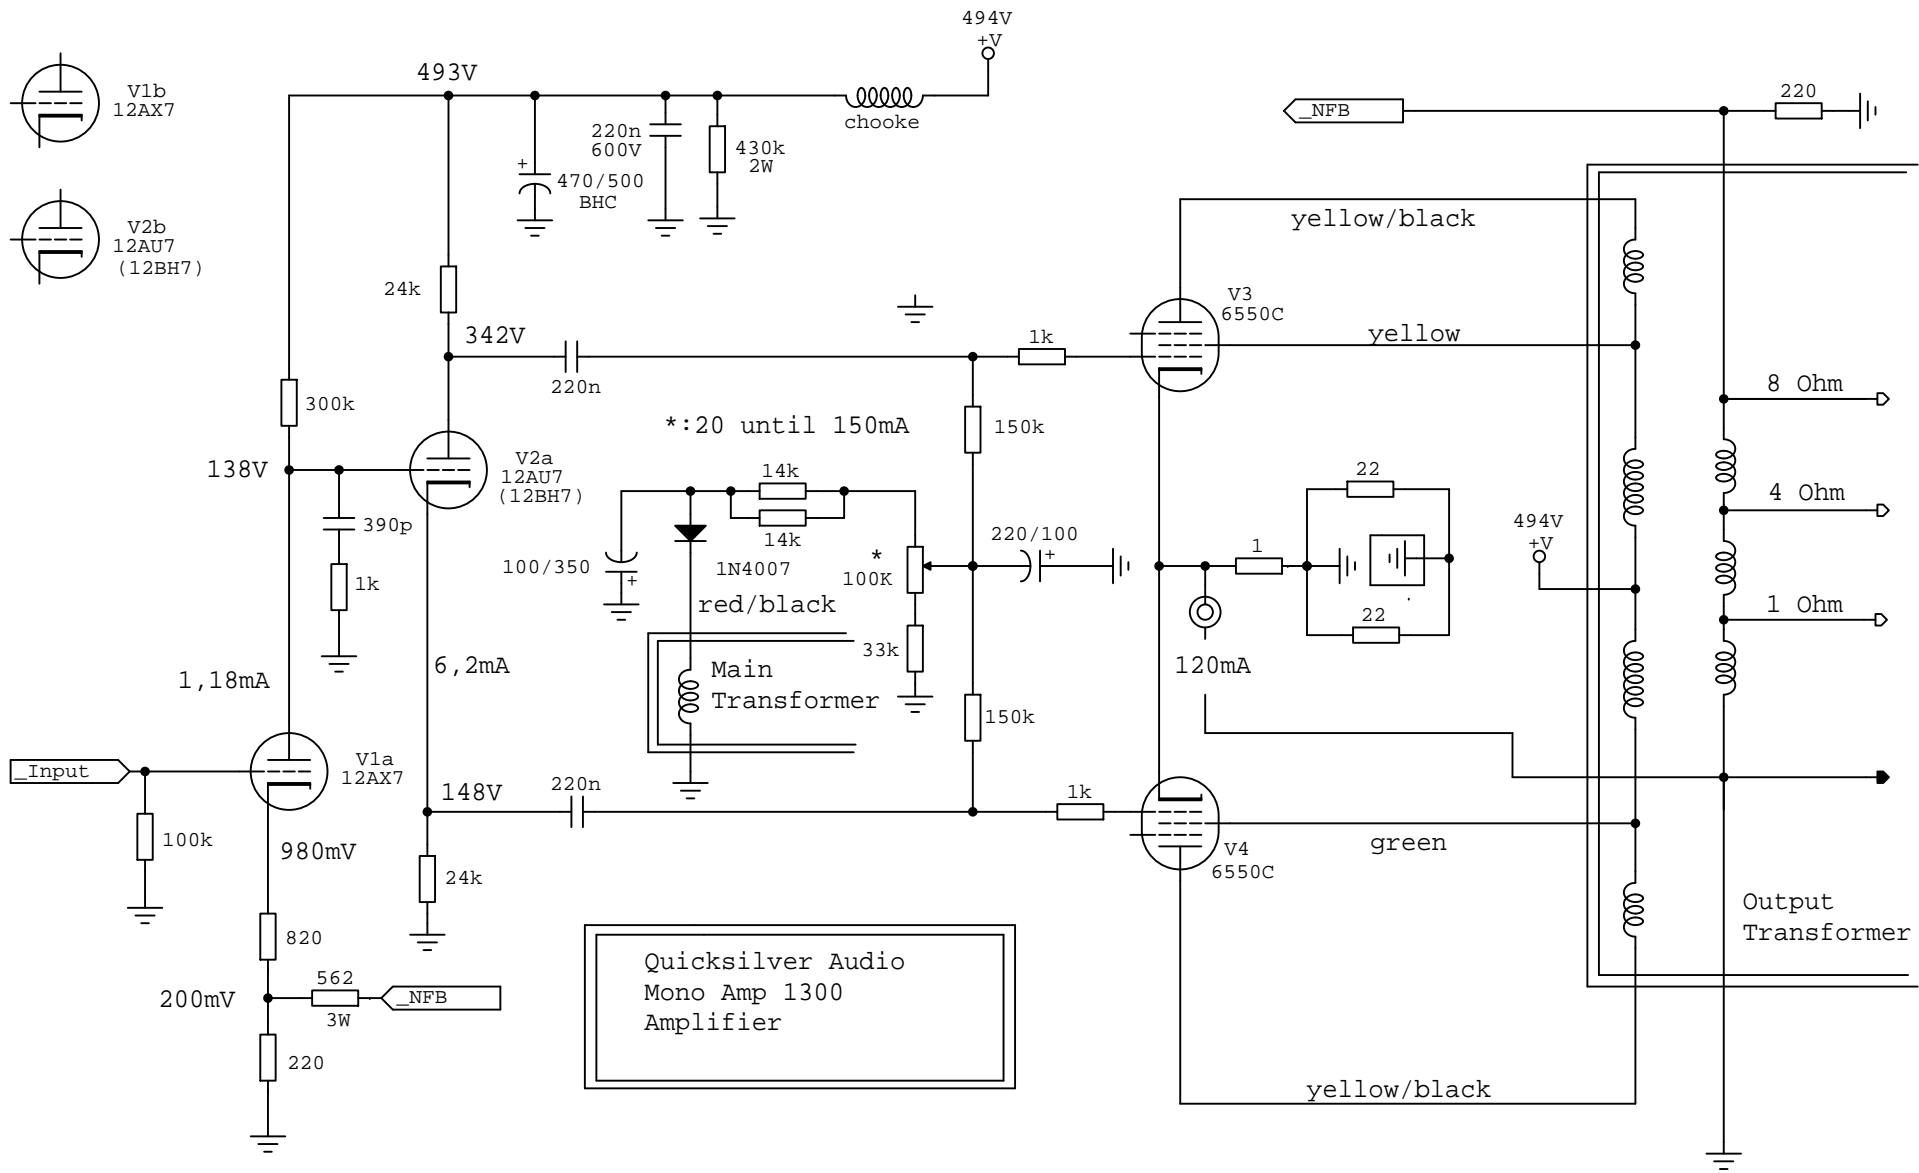 494V
+V
493V
V1b
12AX7
220
_NFB
chooke
220n
600V
430k
2W
+
470/500
BHC
V2b
12AU7
(12BH7)
yellow/black
24k
V3
6550C
342V
1k
yellow
220n
8 Ohm
300k
*:20 until 150mA
150k
138V
V2a
12AU7
(12BH7)
14k
22
4 Ohm
390p
14k
220/100
+
494V
+V
100/350
+
1N4007
*
100K
1
1k
red/black
1 Ohm
22
33k
6,2mA
Main
Transformer
120mA
1,18mA
150k
_Input
V1a
12AX7
148V
220n
1k
100k
980mV
green
V4
6550C
24k
Output
Transformer
820
Quicksilver Audio
Mono Amp 1300
Amplifier
562
200mV
_NFB
3W
220
yellow/black